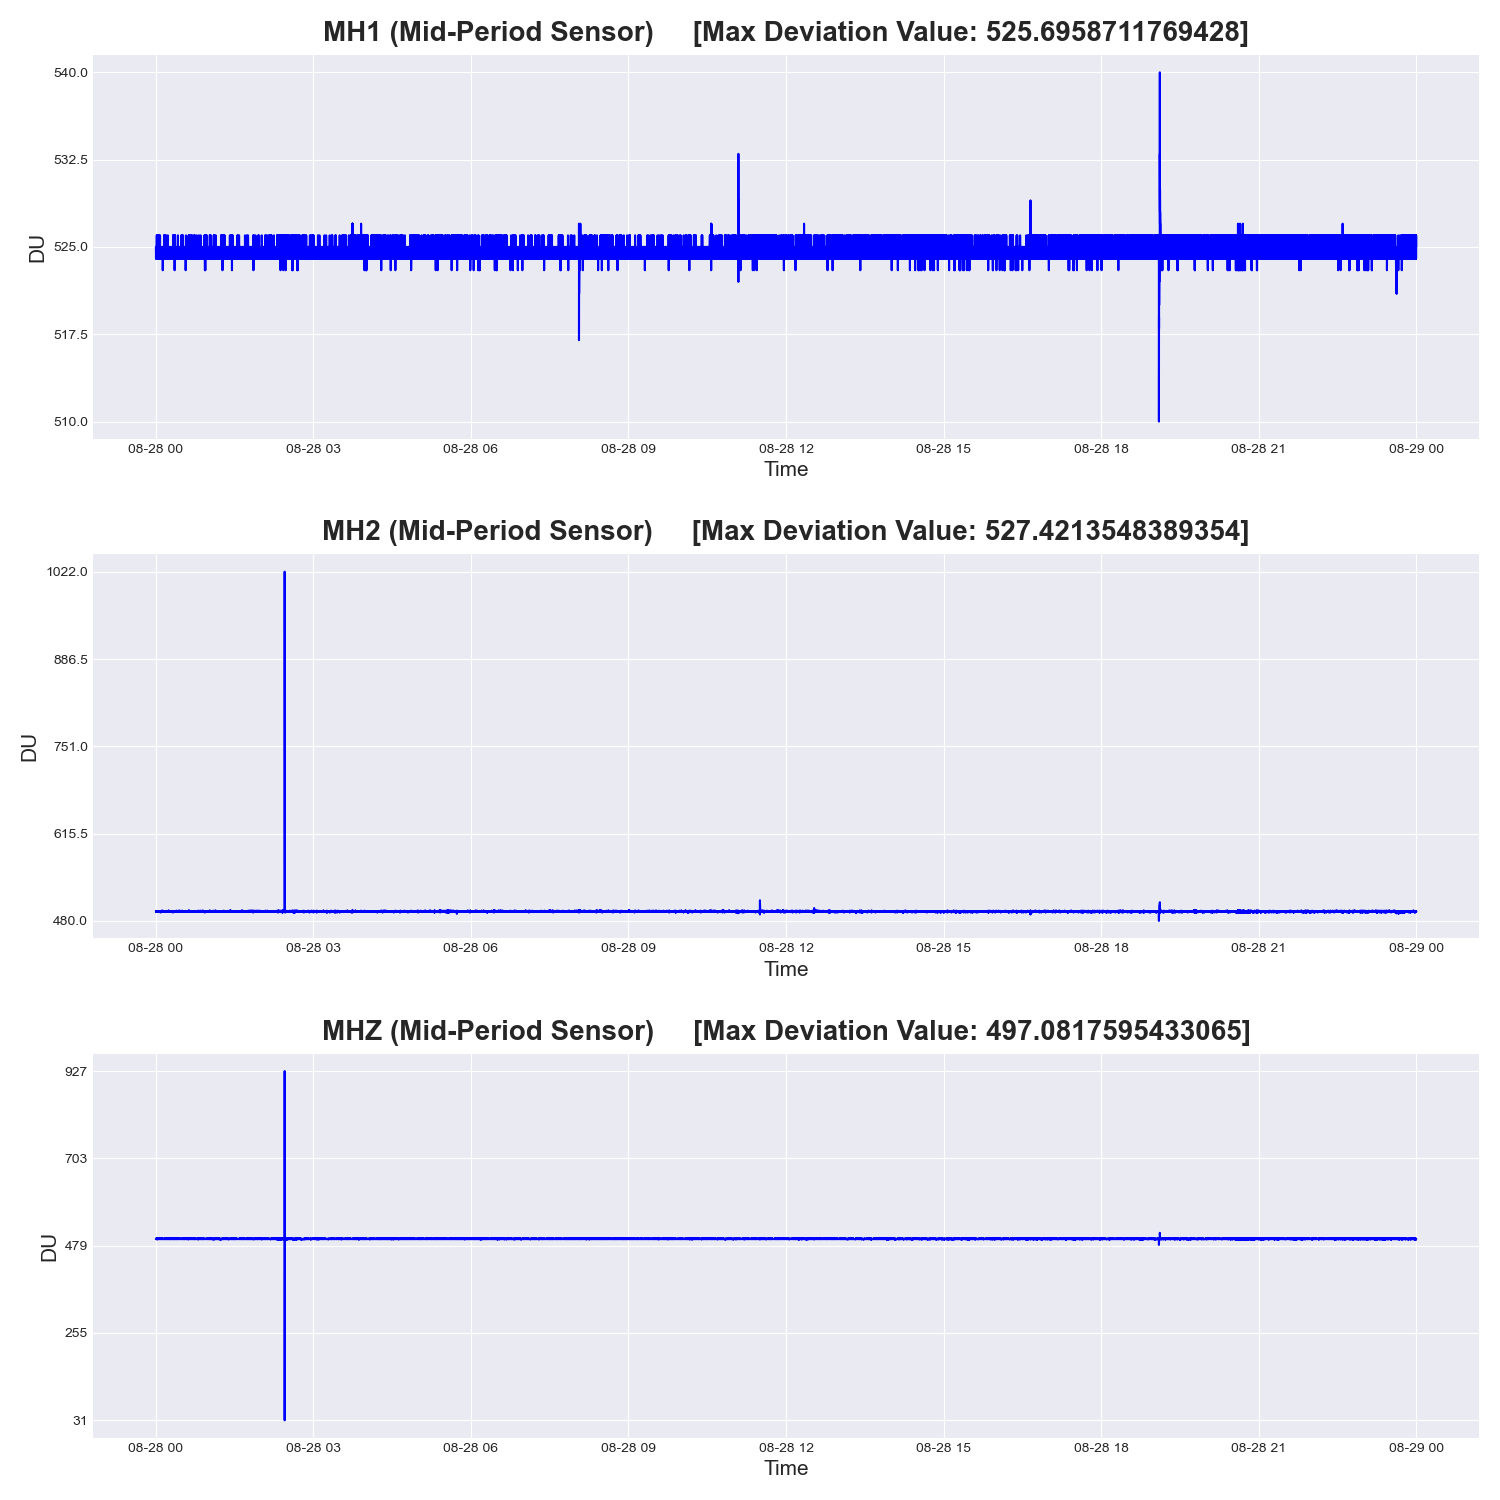 MH1 (Mid-Period Sensor) [Max Deviation Value: 525.6958711769428]
540.0
532.5
525.0
517.5
510.0
DU
08-28 00 08-28 03 08-28 06 08-28 09 08-28 12 08-28 15 08-28 18 08-28 21 08-29 00
Time
MH2 (Mid-Period Sensor) [Max Deviation Value: 527.4213548389354]
1022.0
886.5
751.0
615.5
480.0
DU
08-28 00 08-28 03 08-28 06 08-28 09 08-28 12 08-28 15 08-28 18 08-28 21 08-29 00
Time
MHZ (Mid-Period Sensor) [Max Deviation Value: 497.0817595433065]
927
703
479
255
31
DU
08-28 00 08-28 03 08-28 06 08-28 09 08-28 12 08-28 15 08-28 18 08-28 21 08-29 00
Time